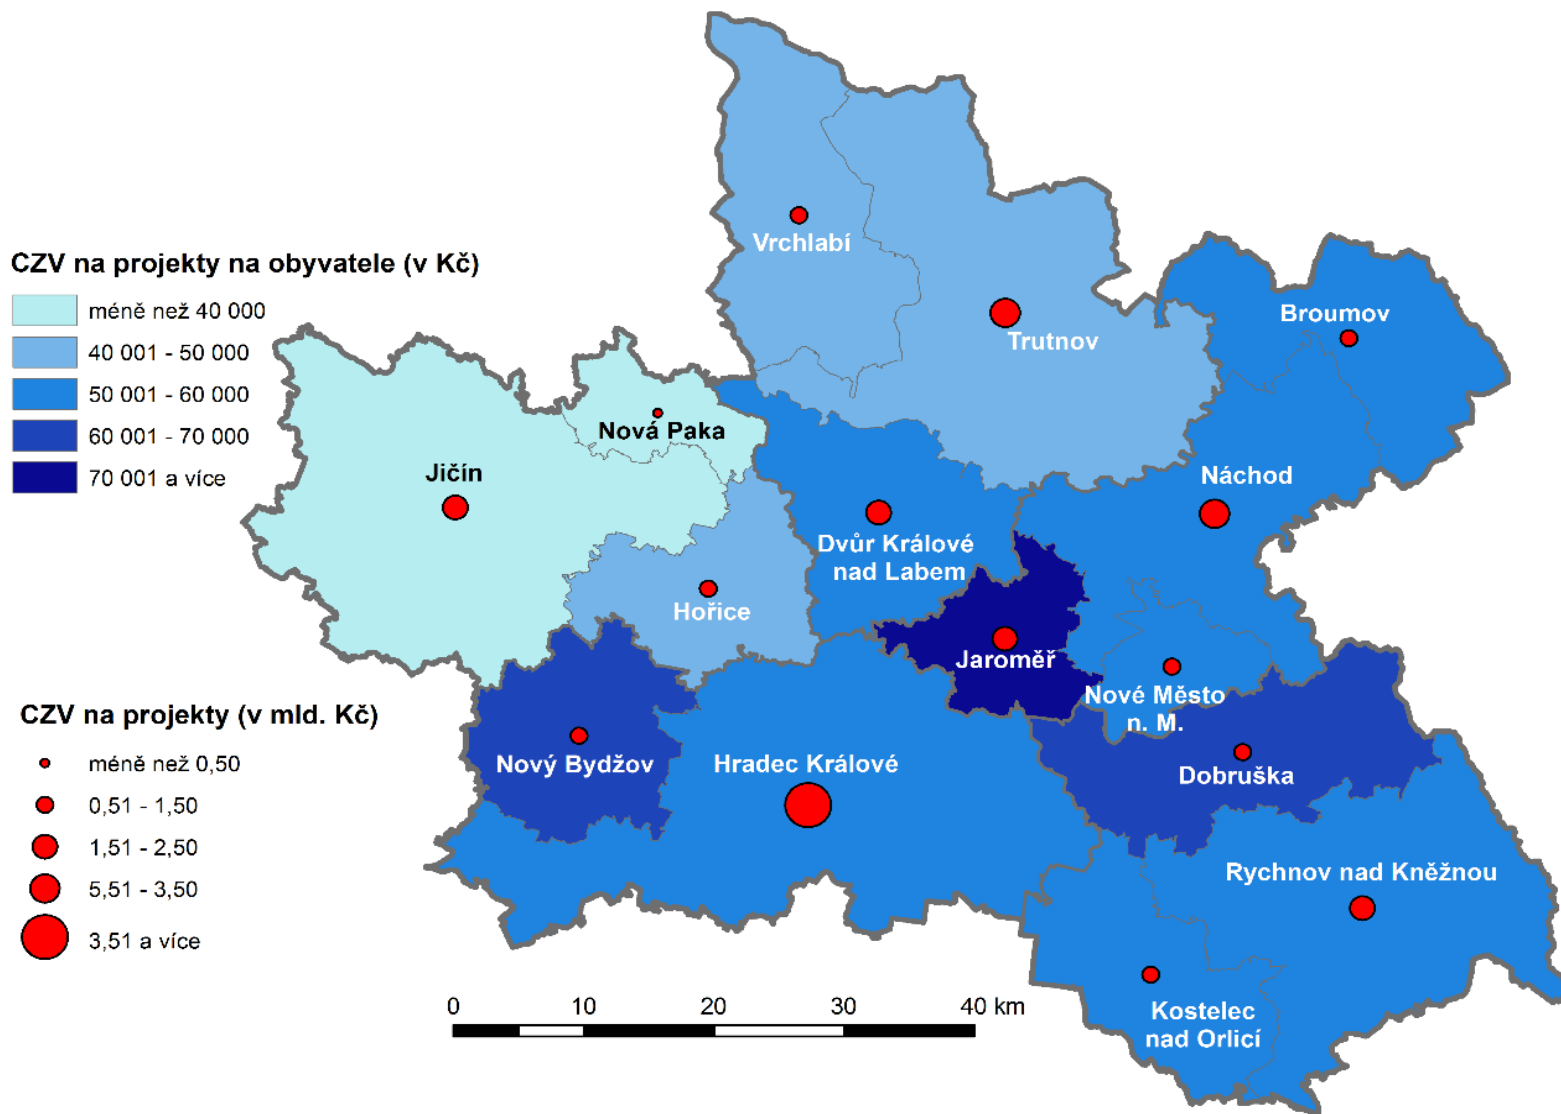 Vrchlabí
Trutnov
Broumov
CZV na projekty na obyvatele (v Kč)
méně než 40 000
40 001 - 50 000
50 001 - 60 000
60 001 - 70 000
70 001 a více
Nová Paka
Jičín
Náchod
Dvůr Králové
nad Labem
Hořice
Jaroměř
Nové Město
n. M.
CZV na projekty (v mld. Kč)
méně než 0,50
0,51 - 1,50
1,51 - 2,50
5,51 - 3,50
3,51 a více
Nový Bydžov
Hradec Králové
Dobruška
Rychnov nad Kněžnou
Kostelec
nad Orlicí
0 10 20 30 40 km